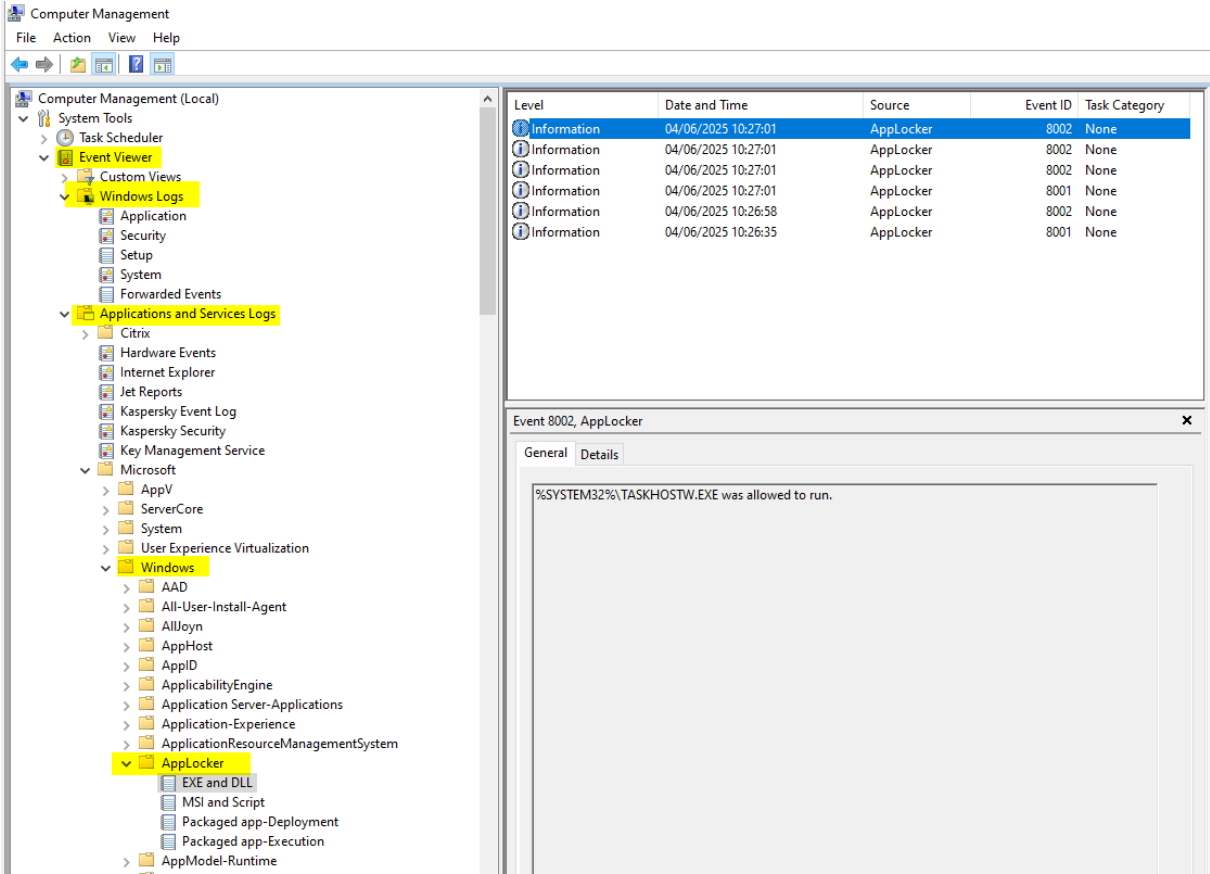 Computer Management
File Action View Help
Computer Management (Local)
System Tools
Task Scheduler
Event Viewer
Custom Views
Windows Logs
Application
Security
Setup
System
Forwarded Events
Applications and Services Logs
Citrix
Hardware Events
Internet Explorer
Jet Reports
Kaspersky Event Log
Kaspersky Security
Key Management Service
Microsoft
AppV
ServerCore
System
User Experience Virtualization
Windows
AAD
All-User-Install-Agent
AllJoyn
AppHost
AppID
ApplicabilityEngine
Application Server-Applications
Application-Experience
ApplicationResourceManagementSystem
AppLocker
EXE and DLL
MSI and Script
Packaged app-Deployment
Packaged app-Execution
AppModel-Runtime
Level Date and Time Source Event ID Task Category
Information 04/06/2025 10:27:01 AppLocker 8002 None
Information 04/06/2025 10:27:01 AppLocker 8002 None
Information 04/06/2025 10:27:01 AppLocker 8002 None
Information 04/06/2025 10:27:01 AppLocker 8001 None
Information 04/06/2025 10:26:58 AppLocker 8002 None
Information 04/06/2025 10:26:35 AppLocker 8001 None
Event 8002, AppLocker
General Details
%SYSTEM32%\TASKHOSTW.EXE was allowed to run.